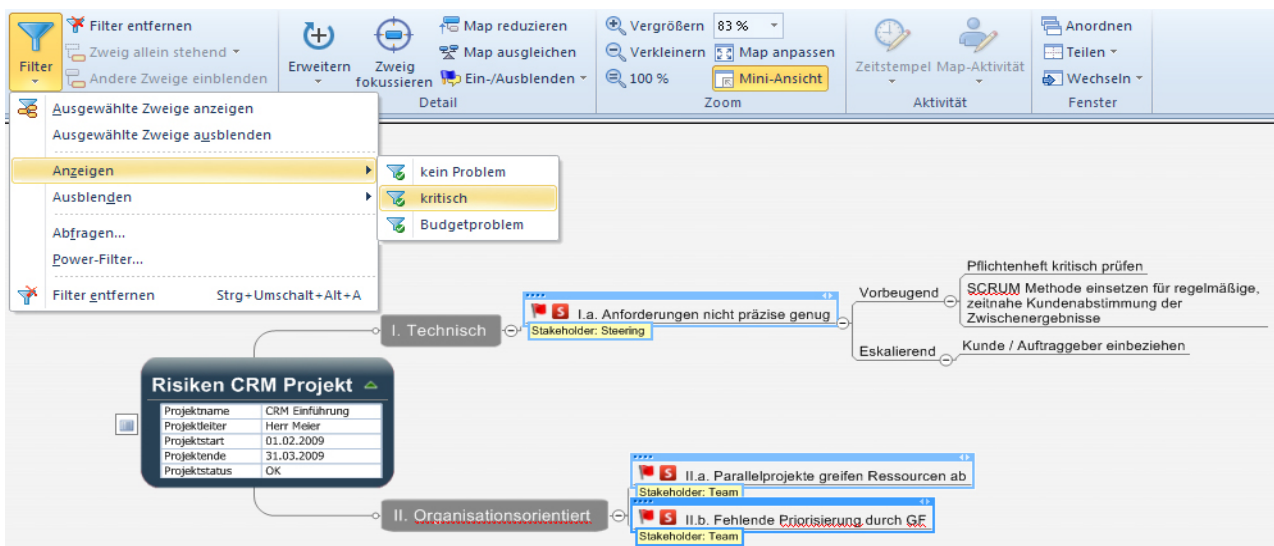 Filter
Filter entfernen
Zweig allein stehend
Andere Zweige einblenden
Erweitern
Zweig
fokussieren
Map reduzieren
Map ausgleichen
Ein-/Ausblenden
Detail
Vergrößern 83 %
Verkleinern Map anpassen
100 % Mini-Ansicht
Zoom
Zeitstempel Map-Aktivität
Aktivität
Anordnen
Teilen
Wechseln
Fenster
Ausgewählte Zweige anzeigen
Ausgewählte Zweige ausblenden
Anzeigen
Ausblenden
Abfragen...
Power-Filter...
Filter entfernen Strg+Umschalt+Alt+A
kein Problem
kritisch
Budgetproblem
I. Technisch
S I.a. Anforderungen nicht präzise genug
Stakeholder: Steering
Vorbeugend
Pflichtenheft kritisch prüfen
SCRUM Methode einsetzen für regelmäßige,
zeitnahe Kundenabstimmung der
Zwischenergebnisse
Eskalierend
Kunde / Auftraggeber einbeziehen
Risiken CRM Projekt
Projektname CRM Einführung
Projektleiter Herr Meier
Projektstart 01.02.2009
Projektende 31.03.2009
Projektstatus OK
II. Organisationsorientiert
S II.a. Parallelprojekte greifen Ressourcen ab
Stakeholder: Team
S II.b. Fehlende Priorisierung durch GF
Stakeholder: Team